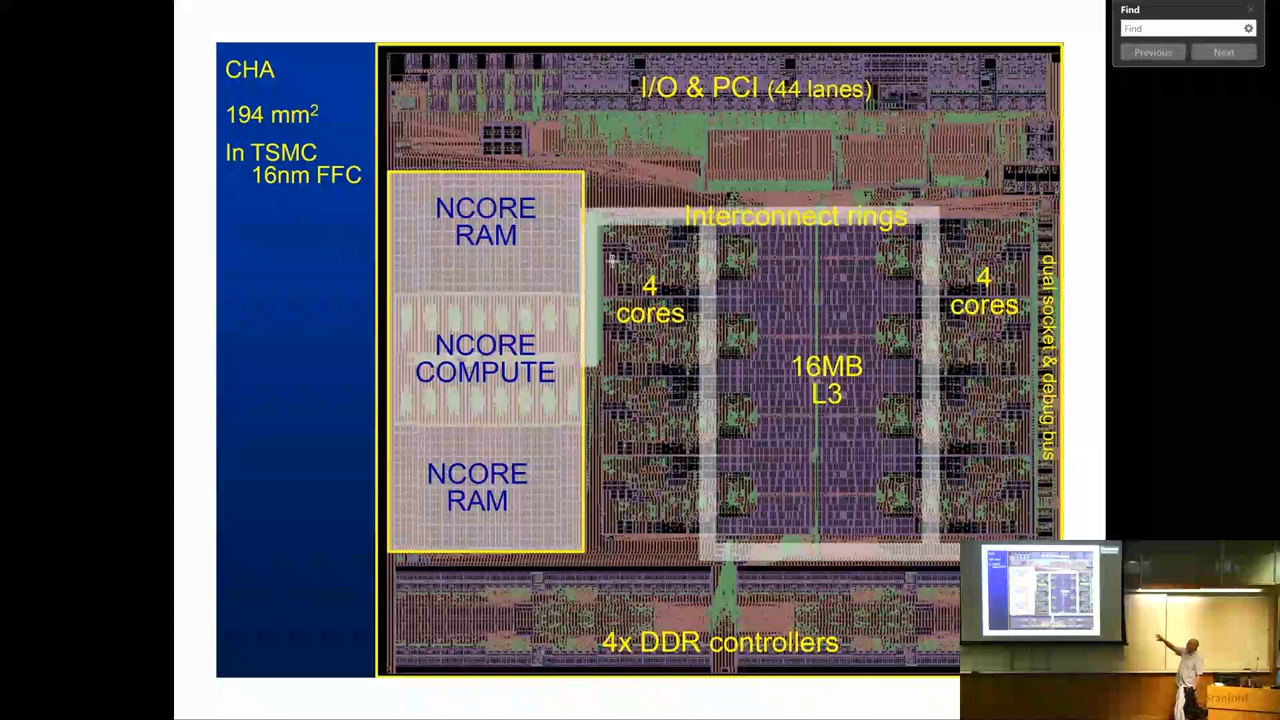 Find
Find
Previous
Next
CHA
194 mm²
In TSMC
16nm FFC
I/O & PCI (44 lanes)
NCORE
RAM
NCORE
COMPUTE
NCORE
RAM
Interconnect rings
4
cores
16MB
L3
4
cores
dual socket & debug bus
4x DDR controllers
Stanford